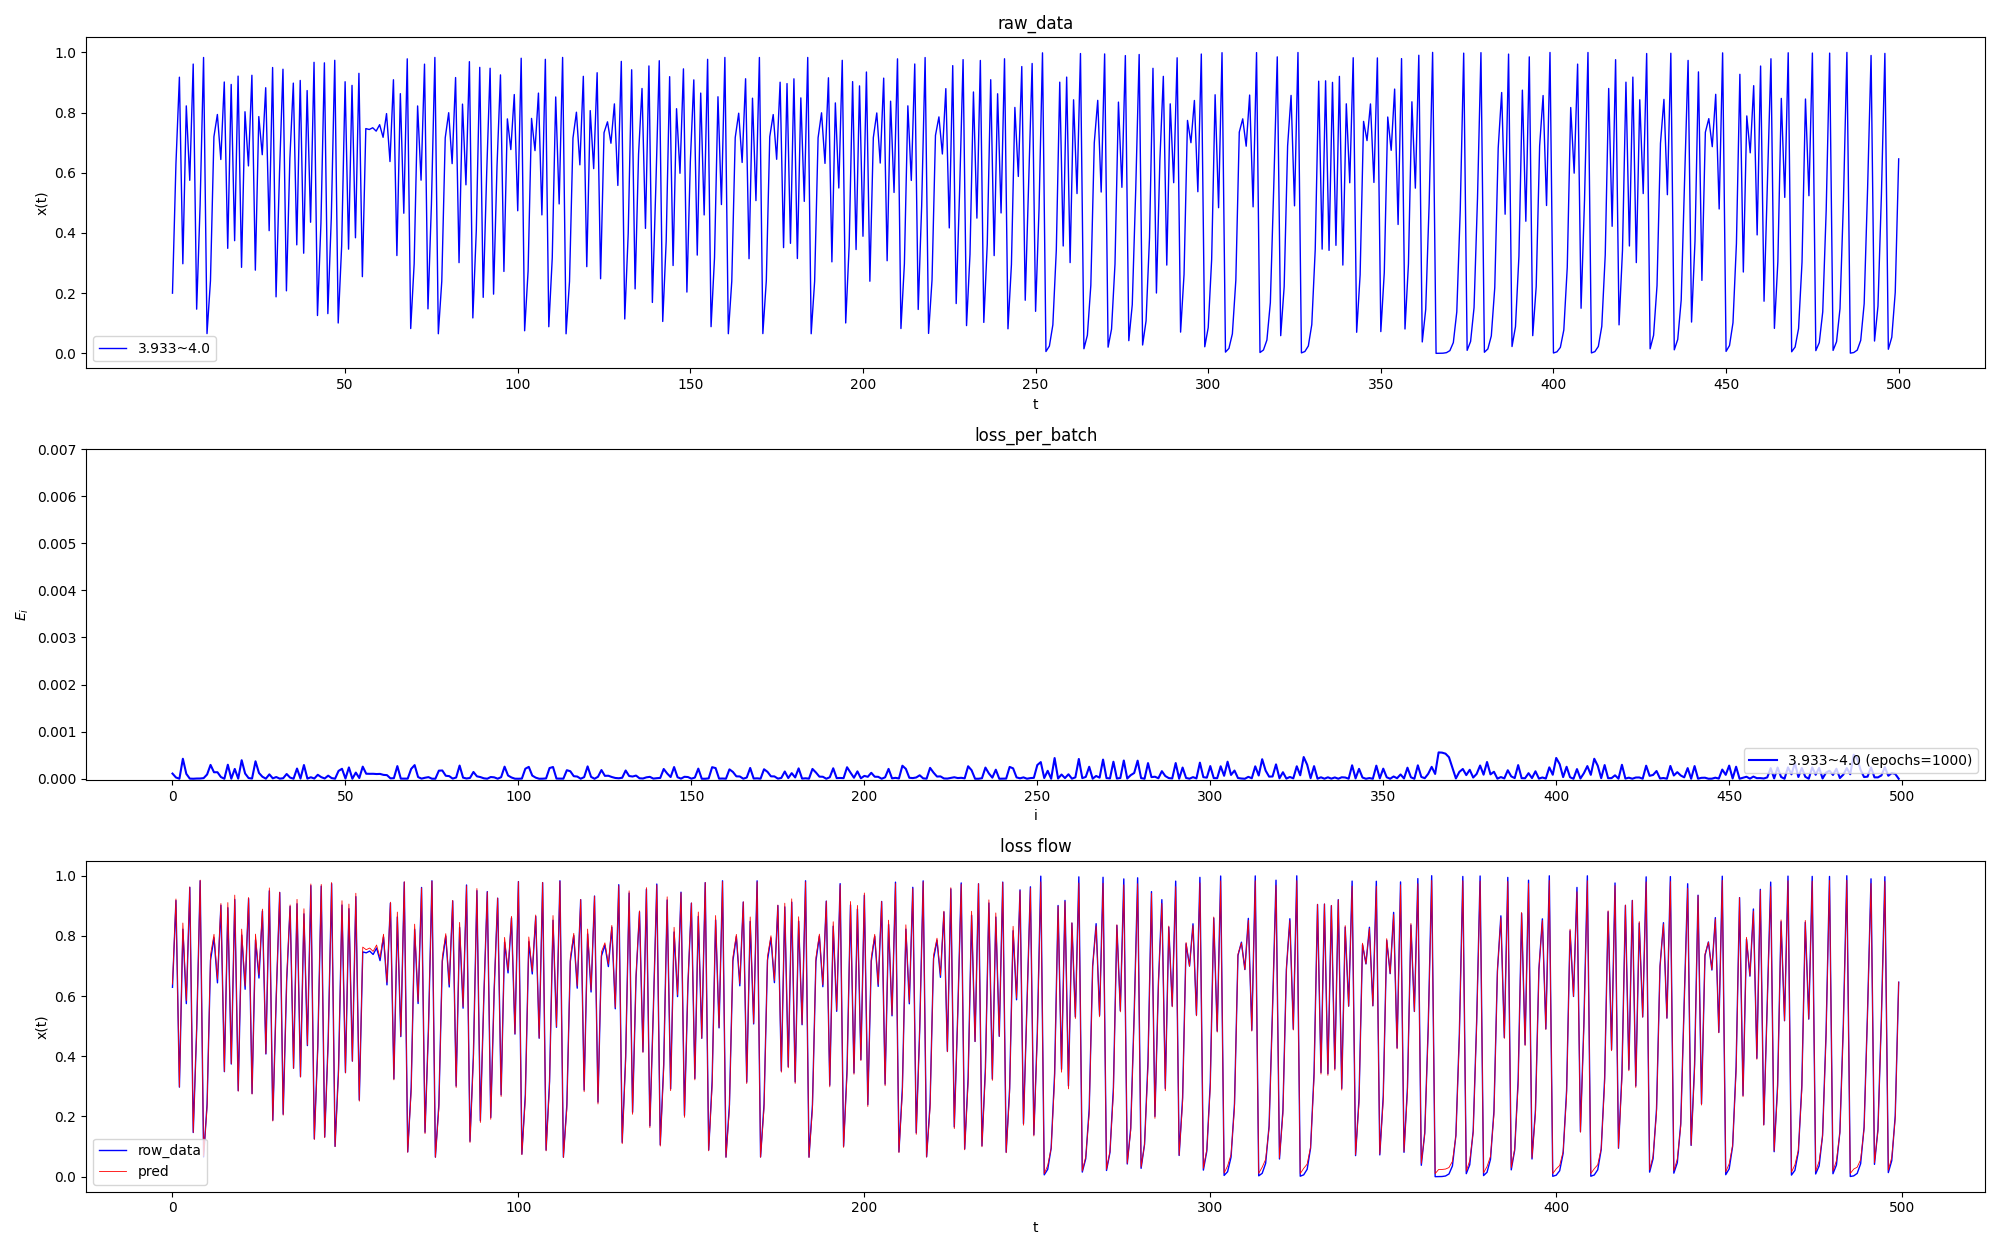 raw_data
1.0
0.8
0.6
0.4
0.2
0.0
x(t)
3.933~4.0
50 100 150 200 250 300 350 400 450 500
t
loss_per_batch
0.007
0.006
0.005
0.004
0.003
0.002
0.001
0.000
E_i
3.933~4.0 (epochs=1000)
0 50 100 150 200 250 300 350 400 450 500
i
loss flow
1.0
0.8
0.6
0.4
0.2
0.0
x(t)
row_data
pred
0 100 200 300 400 500
t